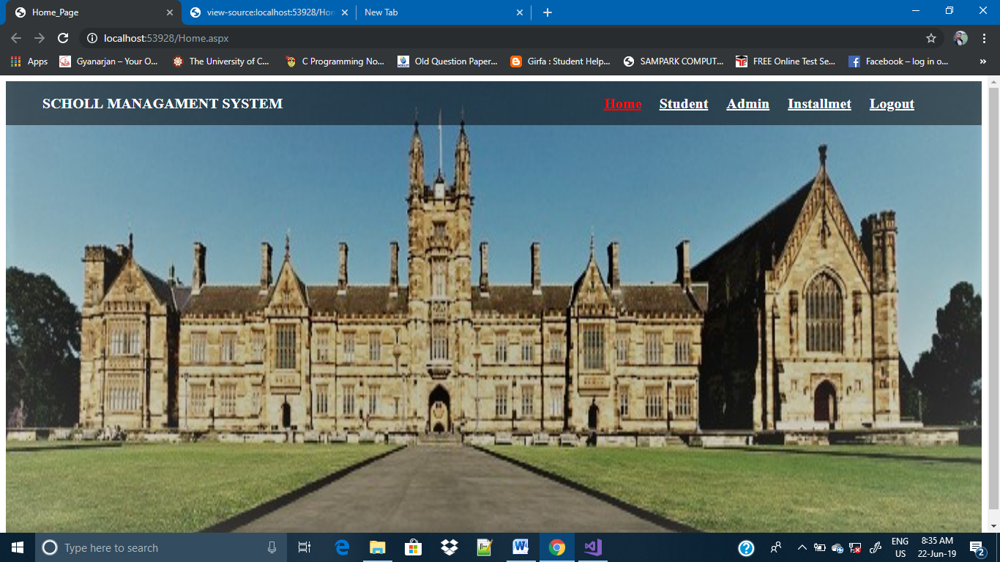 Home_Page
view-source:localhost:53928/Hom
New Tab
localhost:53928/Home.aspx
Apps
Gyanarjan – Your O...
The University of C...
C Programming No...
Old Question Paper...
Girfa : Student Help...
SAMPARK COMPUT...
FREE Online Test Se...
Facebook – log in o...
»
SCHOLL MANAGAMENT SYSTEM
Home Student Admin Installmet Logout
Type here to search
ENG
US
8:35 AM
22-Jun-19
2